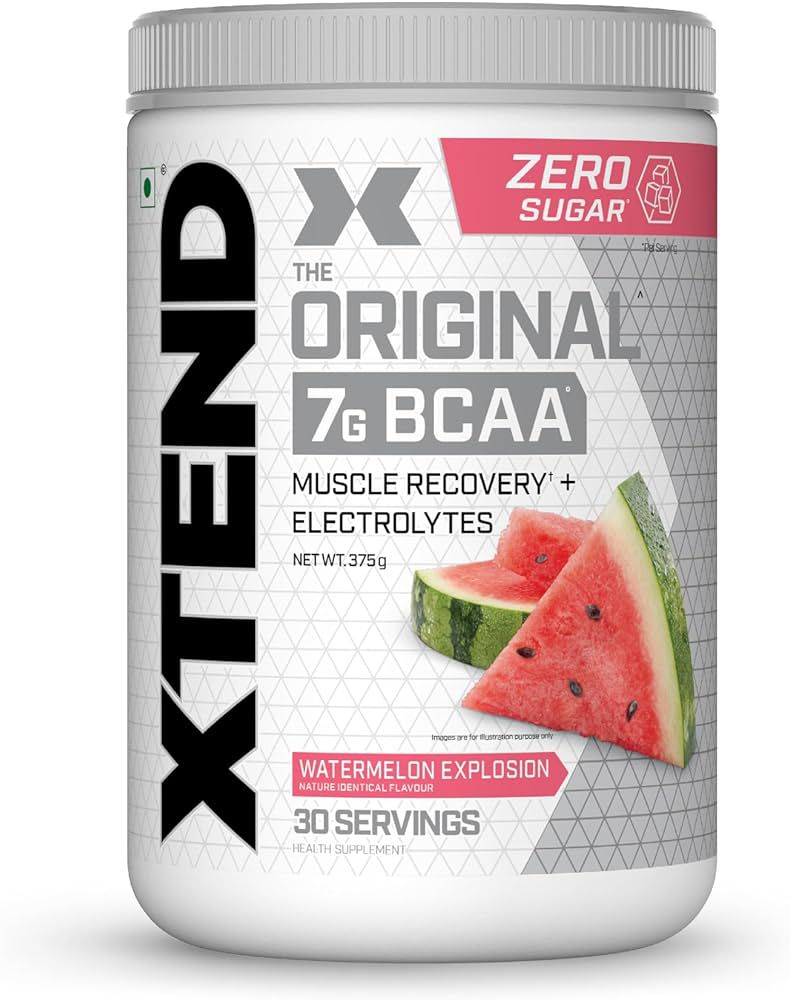 XTEND®
ZERO
SUGAR*
*Per Serving
THE
ORIGINAL^
7G BCAA°
MUSCLE RECOVERY† +
ELECTROLYTES
NET WT. 375g
Images are for illustration purpose only
WATERMELON EXPLOSION
NATURE IDENTICAL FLAVOUR
30 SERVINGS
HEALTH SUPPLEMENT